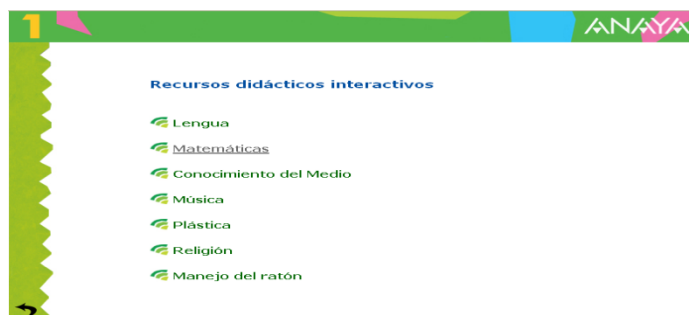 1
ANAYA
Recursos didácticos interactivos
Lengua
Matemáticas
Conocimiento del Medio
Música
Plástica
Religión
Manejo del ratón